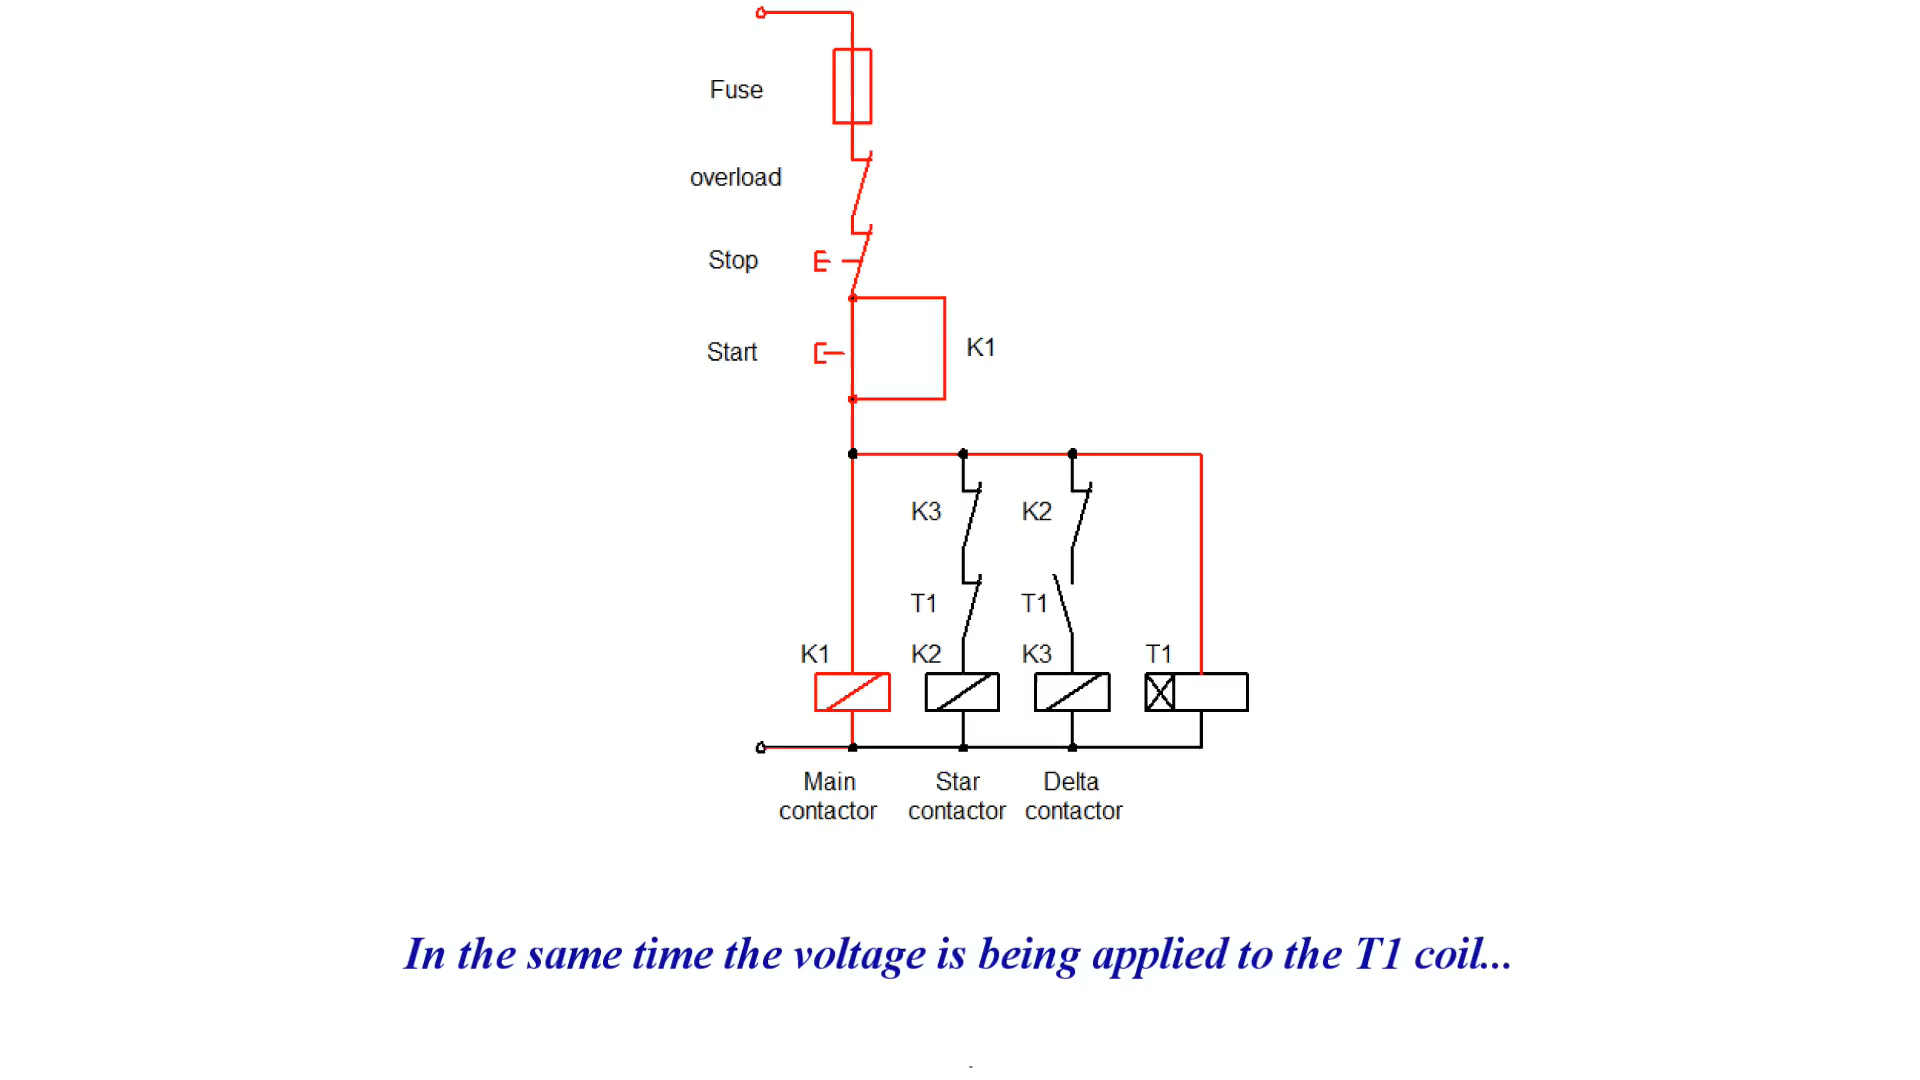 Fuse
overload
Stop
Start
K1
K3
K2
T1
T1
K1
K2
K3
T1
Main
contactor
Star
contactor
Delta
contactor
In the same time the voltage is being applied to the T1 coil...